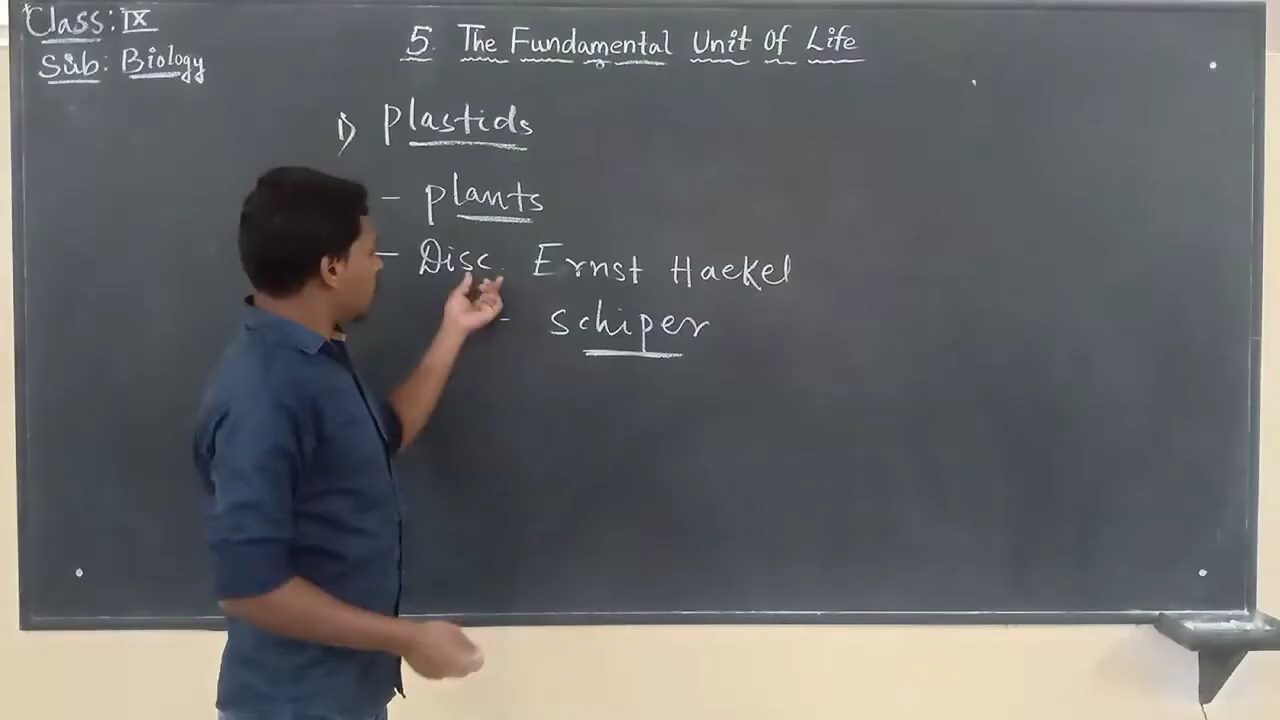 Class: IX
Sub: Biology
5. The Fundamental Unit Of Life
1) Plastids
- plants
- Disc. Ernst Haekel
- Schiper